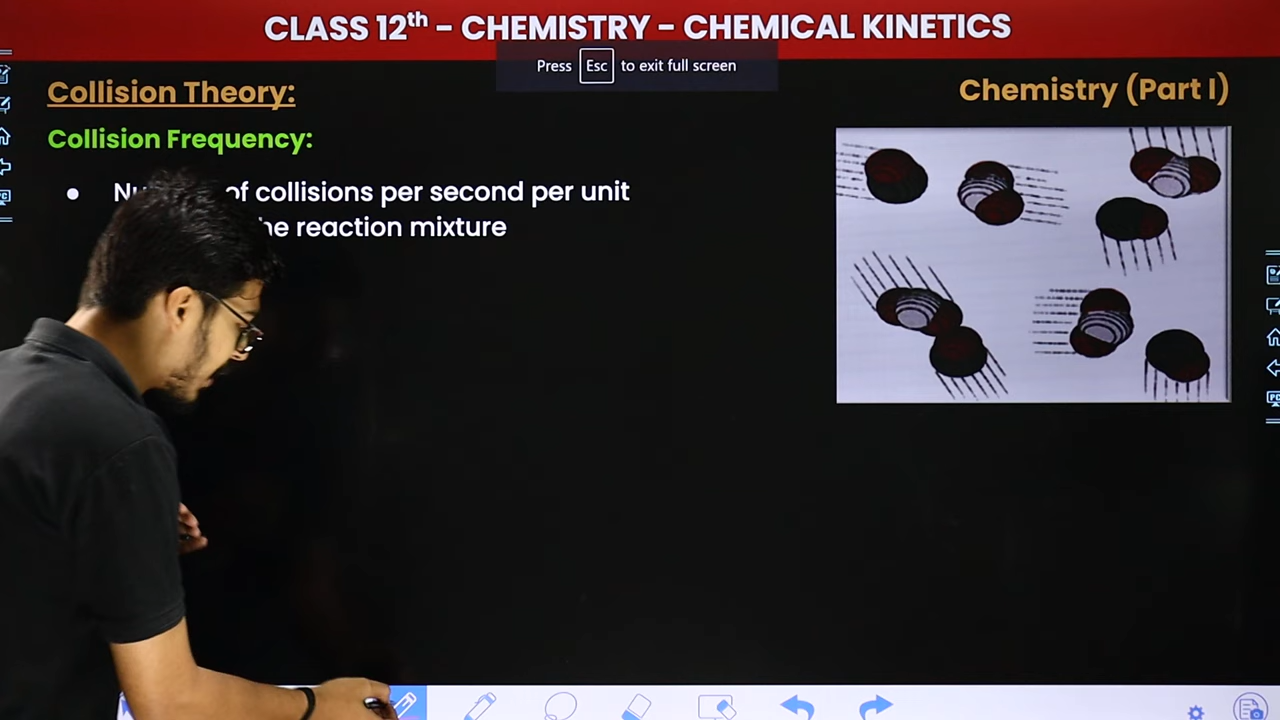 CLASS 12th - CHEMISTRY - CHEMICAL KINETICS
Press Esc to exit full screen
Collision Theory:
Chemistry (Part I)
Collision Frequency:
of collisions per second per unit
reaction mixture